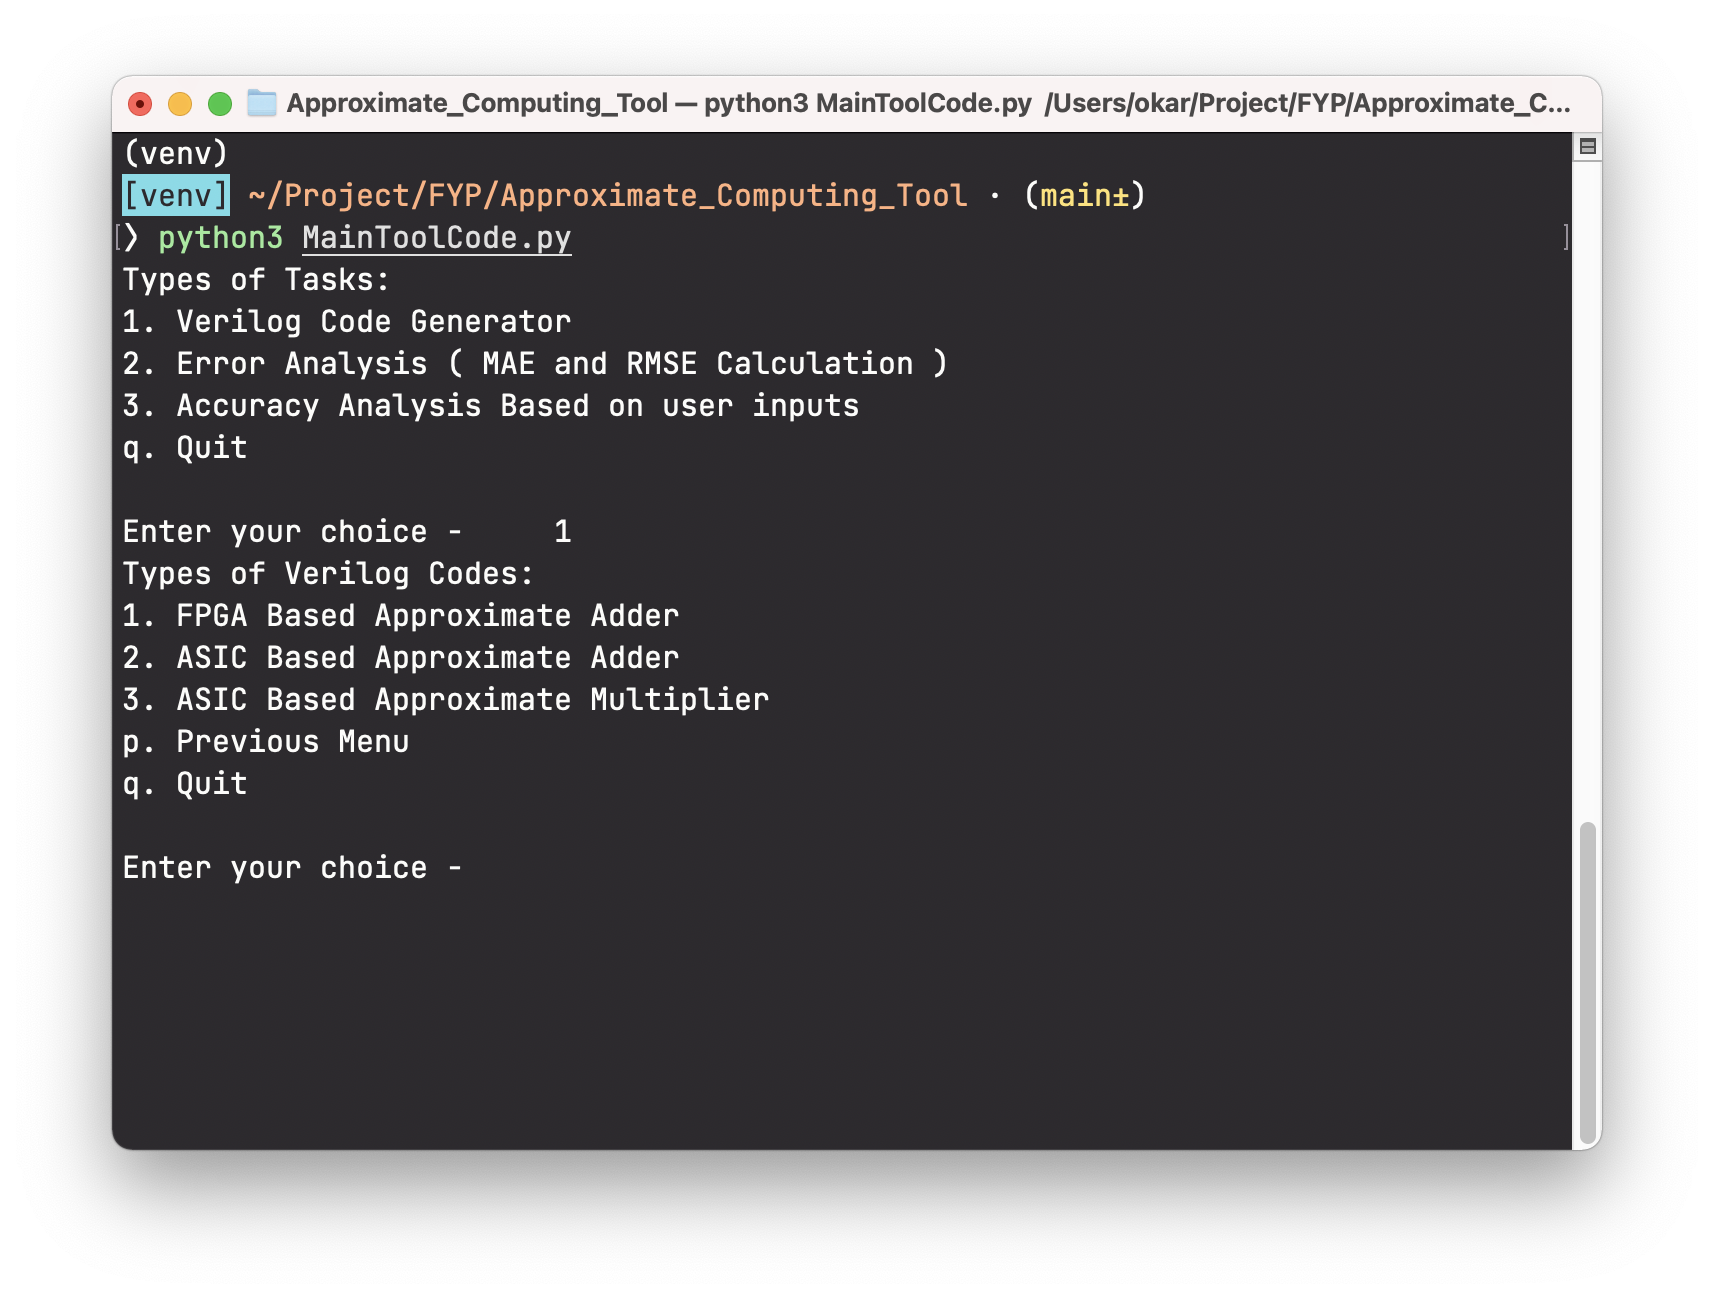 Approximate_Computing_Tool — python3 MainToolCode.py /Users/okar/Project/FYP/Approximate_C...
(venv)
[venv] ~/Project/FYP/Approximate_Computing_Tool · (main±)
❯ python3 MainToolCode.py
Types of Tasks:
1. Verilog Code Generator
2. Error Analysis ( MAE and RMSE Calculation )
3. Accuracy Analysis Based on user inputs
q. Quit
Enter your choice -     1
Types of Verilog Codes:
1. FPGA Based Approximate Adder
2. ASIC Based Approximate Adder
3. ASIC Based Approximate Multiplier
p. Previous Menu
q. Quit
Enter your choice -